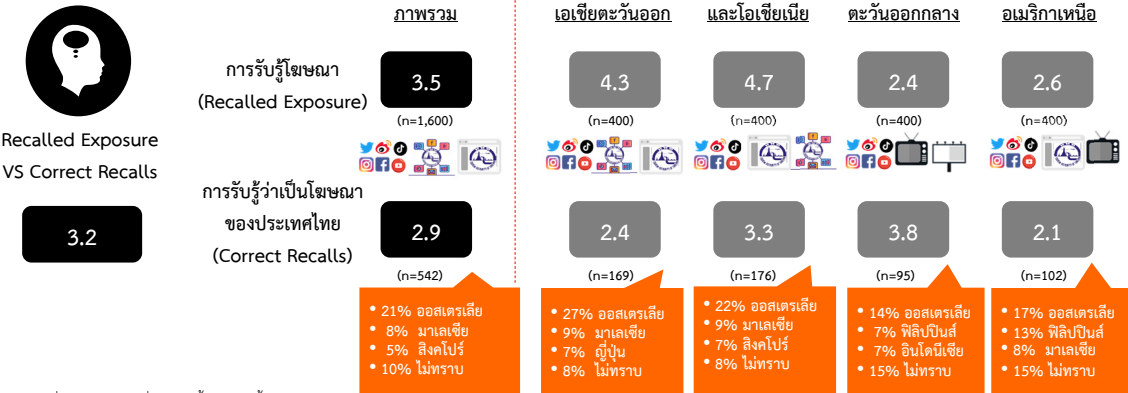 ภาพรวม
เอเชียตะวันออก
และโอเชียเนีย
ตะวันออกกลาง
อเมริกาเหนือ
การรับรู้โฆษณา
(Recalled Exposure)
3.5
4.3
4.7
2.4
2.6
(n=1,600)
(n=400)
(n=400)
(n=400)
(n=400)
Recalled Exposure
VS Correct Recalls
3.2
การรับรู้ว่าเป็นโฆษณา
ของประเทศไทย
(Correct Recalls)
2.9
2.4
3.3
3.8
2.1
(n=542)
(n=169)
(n=176)
(n=95)
(n=102)
• 21% ออสเตรเลีย
• 8% มาเลเซีย
• 5% สิงคโปร์
• 10% ไม่ทราบ
• 27% ออสเตรเลีย
• 9% มาเลเซีย
• 7% ญี่ปุ่น
• 8% ไม่ทราบ
• 22% ออสเตรเลีย
• 9% มาเลเซีย
• 7% สิงคโปร์
• 8% ไม่ทราบ
• 14% ออสเตรเลีย
• 7% ฟิลิปปินส์
• 7% อินโดนีเซีย
• 15% ไม่ทราบ
• 17% ออสเตรเลีย
• 13% ฟิลิปปินส์
• 8% มาเลเซีย
• 15% ไม่ทราบ